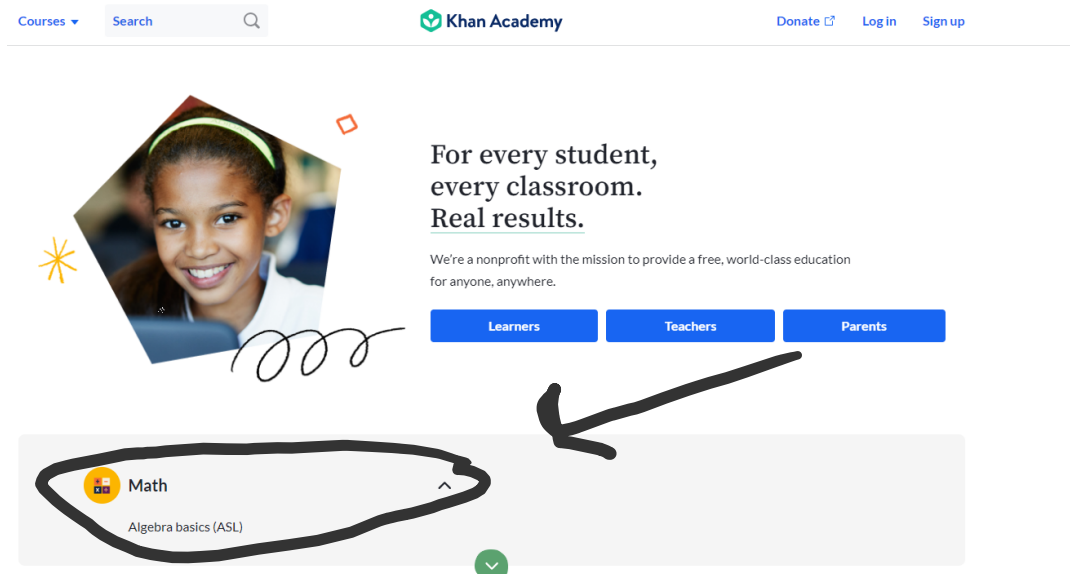 Courses
Search
Khan Academy
Donate
Log in
Sign up
For every student,
every classroom.
Real results.
We’re a nonprofit with the mission to provide a free, world-class education
for anyone, anywhere.
Learners
Teachers
Parents
Math
Algebra basics (ASL)